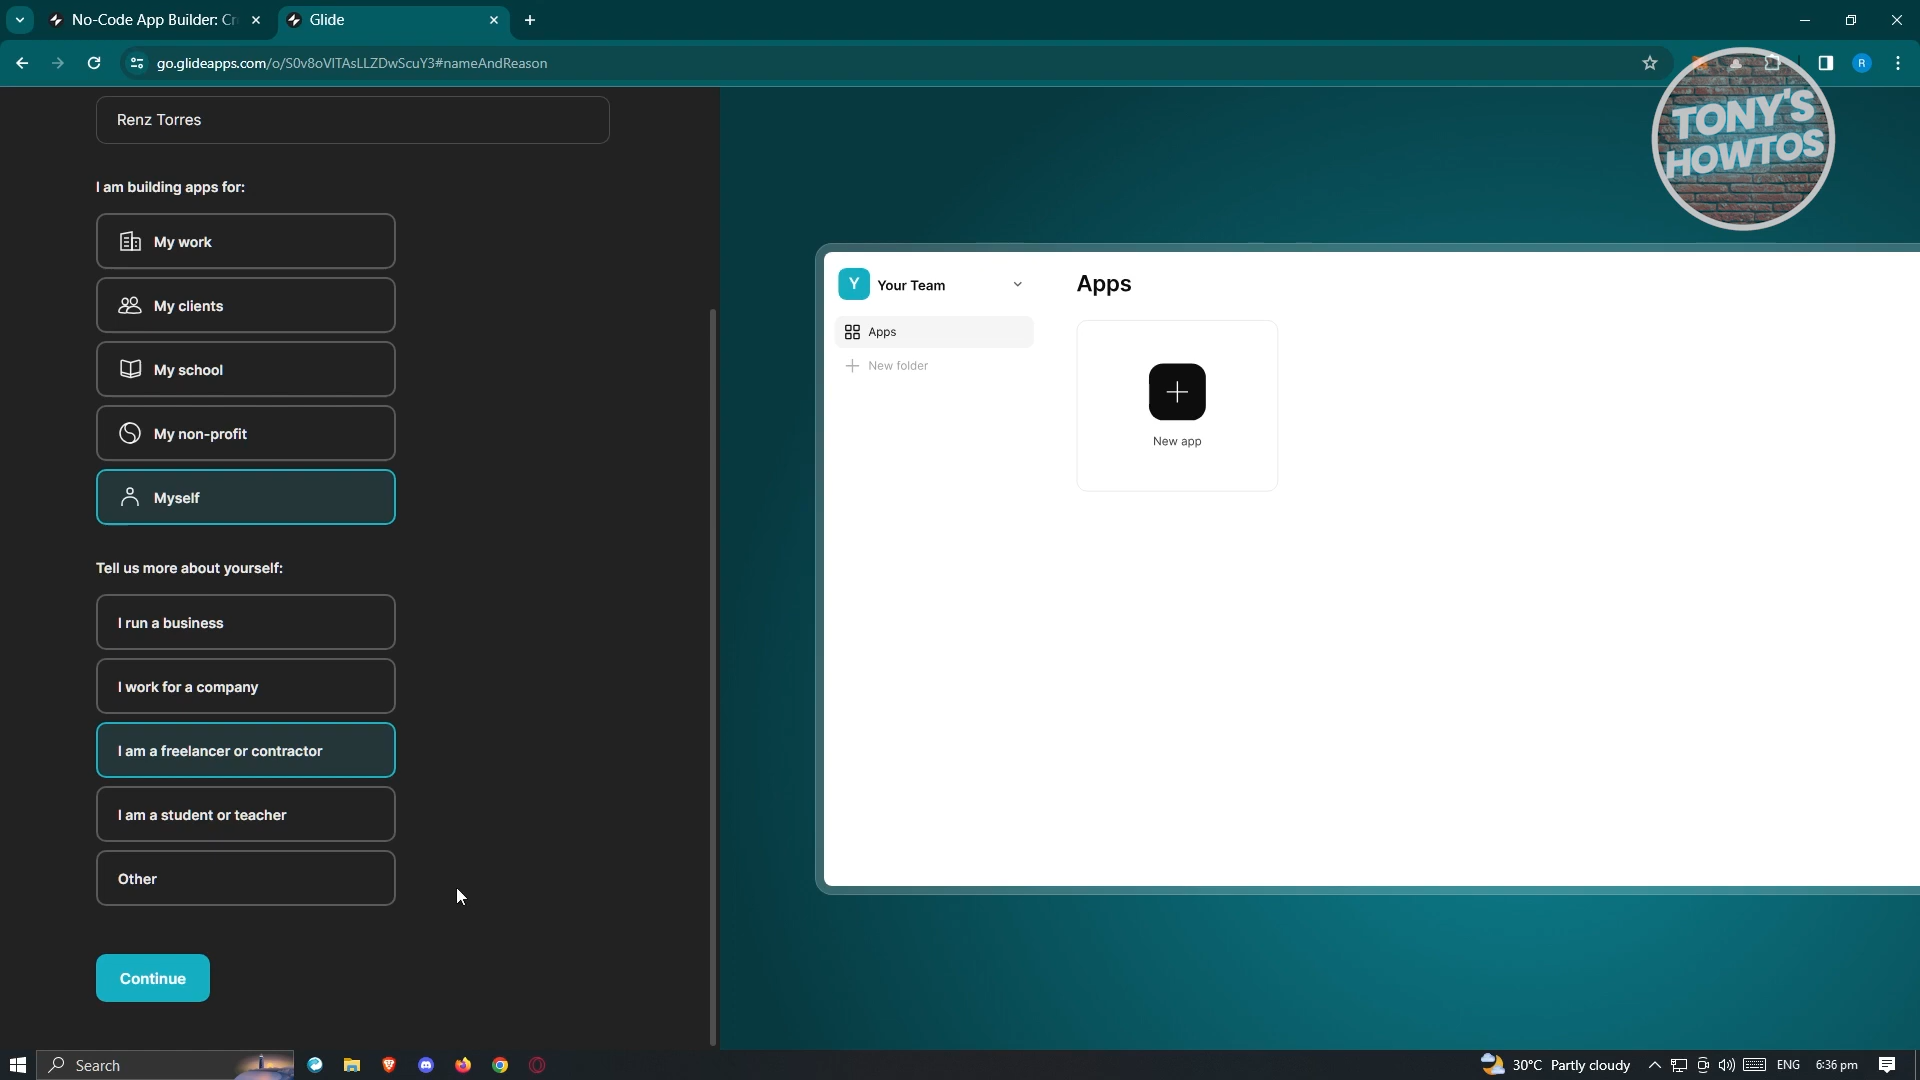 No-Code App Builder: Cr
Glide
go.glideapps.com/o/S0v8oVlTAsLLZDwScuY3#nameAndReason
R
TONY'S
HOWTOS
Renz Torres
I am building apps for:
My work
My clients
My school
My non-profit
Myself
Tell us more about yourself:
I run a business
I work for a company
I am a freelancer or contractor
I am a student or teacher
Other
Continue
Y
Your Team
Apps
New folder
Apps
New app
Search
30°C Partly cloudy
ENG
6:36 pm